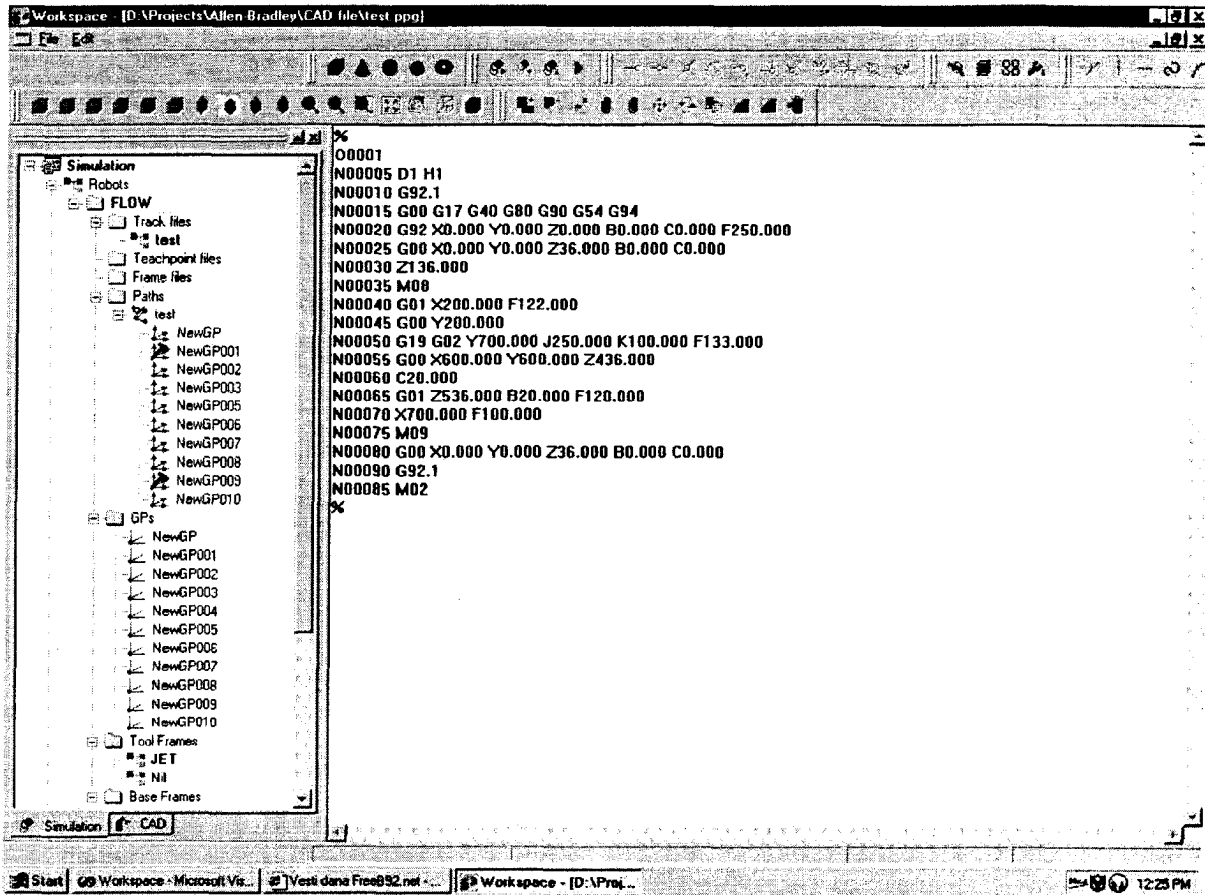 Workspace - [D:\Projects\Allen-Bradley\CAD file\test.ppg]
File Edit
Simulation
Robots
FLOW
Track files
test
Teachpoint files
Frame files
Paths
test
NewGP
NewGP001
NewGP002
NewGP003
NewGP005
NewGP006
NewGP007
NewGP008
NewGP009
NewGP010
GPs
NewGP
NewGP001
NewGP002
NewGP003
NewGP004
NewGP005
NewGP006
NewGP007
NewGP008
NewGP009
NewGP010
Tool Frames
JET
Nil
Base Frames
Simulation CAD
%
O0001
N00005 D1 H1
N00010 G92.1
N00015 G00 G17 G40 G80 G90 G54 G94
N00020 G92 X0.000 Y0.000 Z0.000 B0.000 C0.000 F250.000
N00025 G00 X0.000 Y0.000 Z36.000 B0.000 C0.000
N00030 Z136.000
N00035 M08
N00040 G01 X200.000 F122.000
N00045 G00 Y200.000
N00050 G19 G02 Y700.000 J250.000 K100.000 F133.000
N00055 G00 X600.000 Y600.000 Z436.000
N00060 C20.000
N00065 G01 Z536.000 B20.000 F120.000
N00070 X700.000 F100.000
N00075 M09
N00080 G00 X0.000 Y0.000 Z36.000 B0.000 C0.000
N00090 G92.1
N00085 M02
%
Start Workspace - Microsoft Vis... Vesti dana FreeB92.net - ... Workspace - [D:\Proj... 12:25 PM